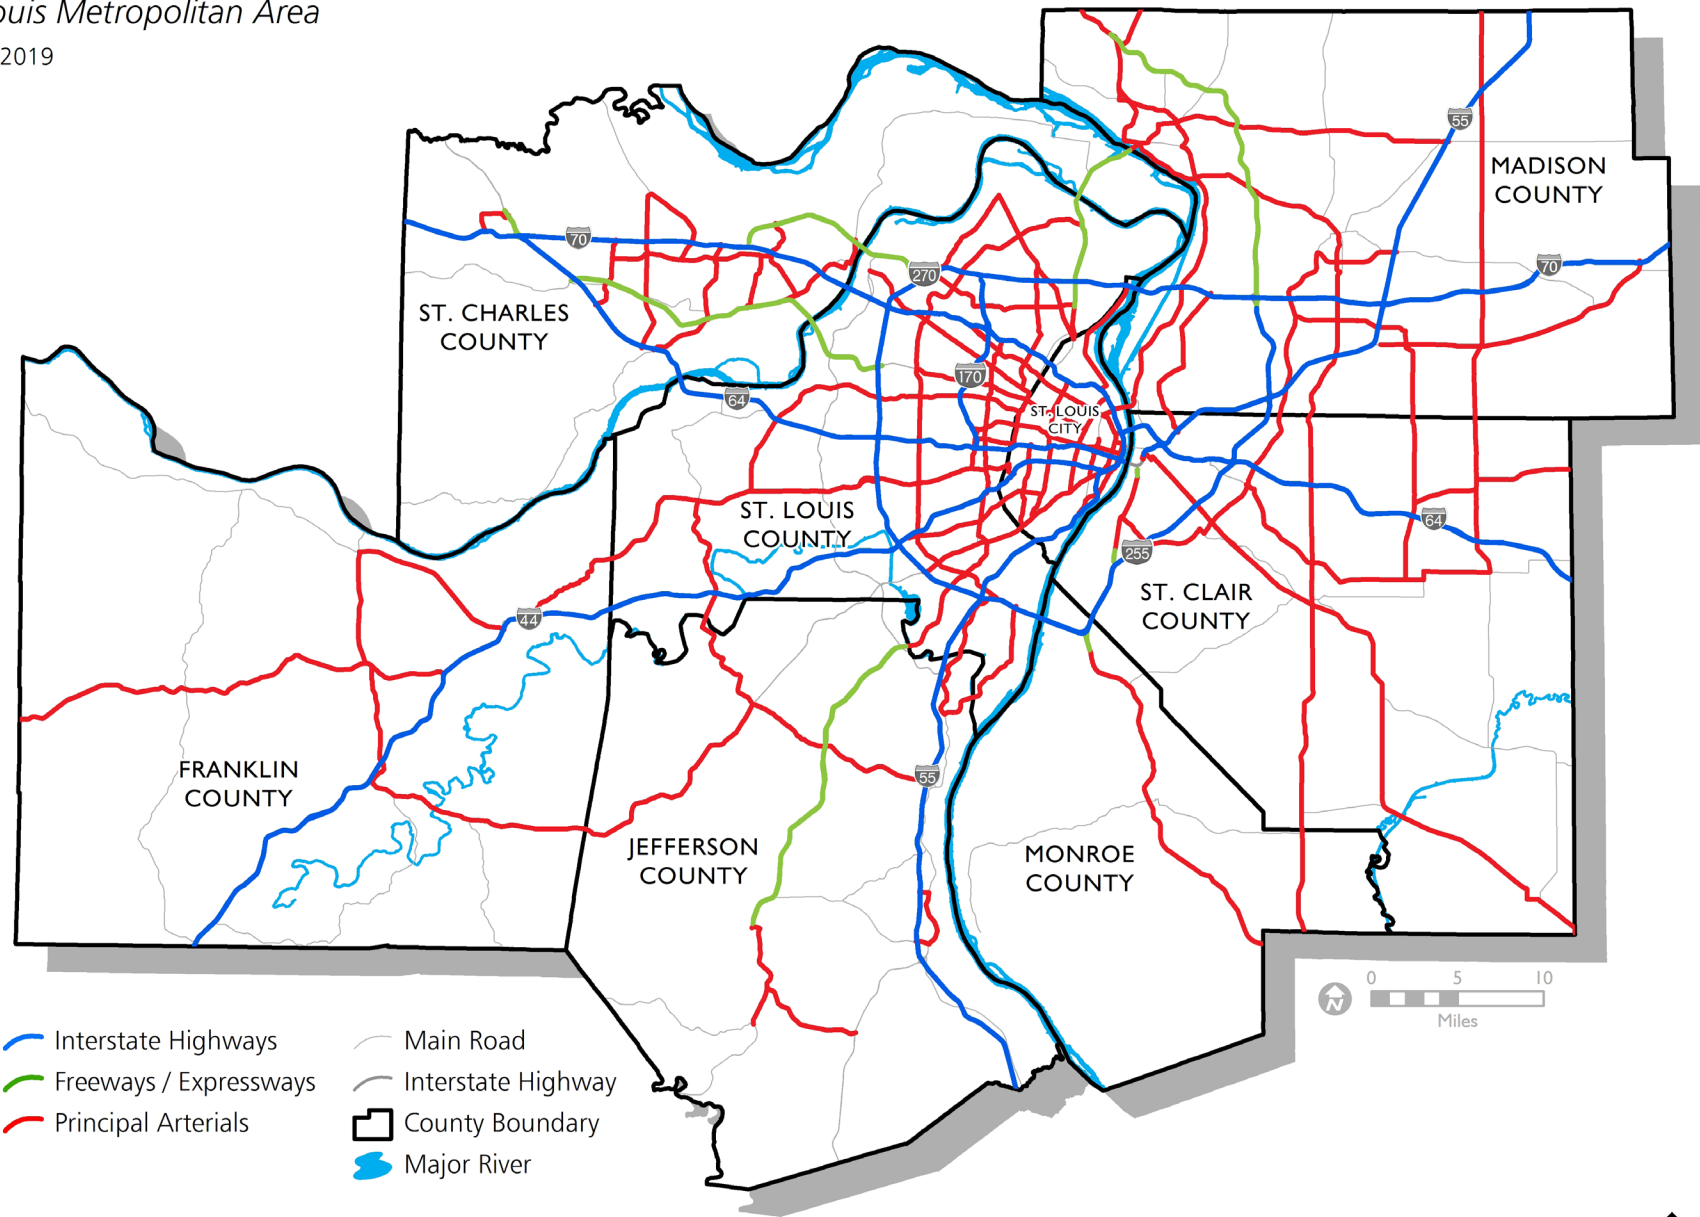 ouis Metropolitan Area
2019
55
MADISON
COUNTY
70
270
70
ST. CHARLES
COUNTY
170
64
ST. LOUIS
CITY
ST. LOUIS
COUNTY
64
255
ST. CLAIR
COUNTY
44
FRANKLIN
COUNTY
55
JEFFERSON
COUNTY
MONROE
COUNTY
0 5 10
N
Miles
Interstate Highways
Freeways / Expressways
Principal Arterials
Main Road
Interstate Highway
County Boundary
Major River